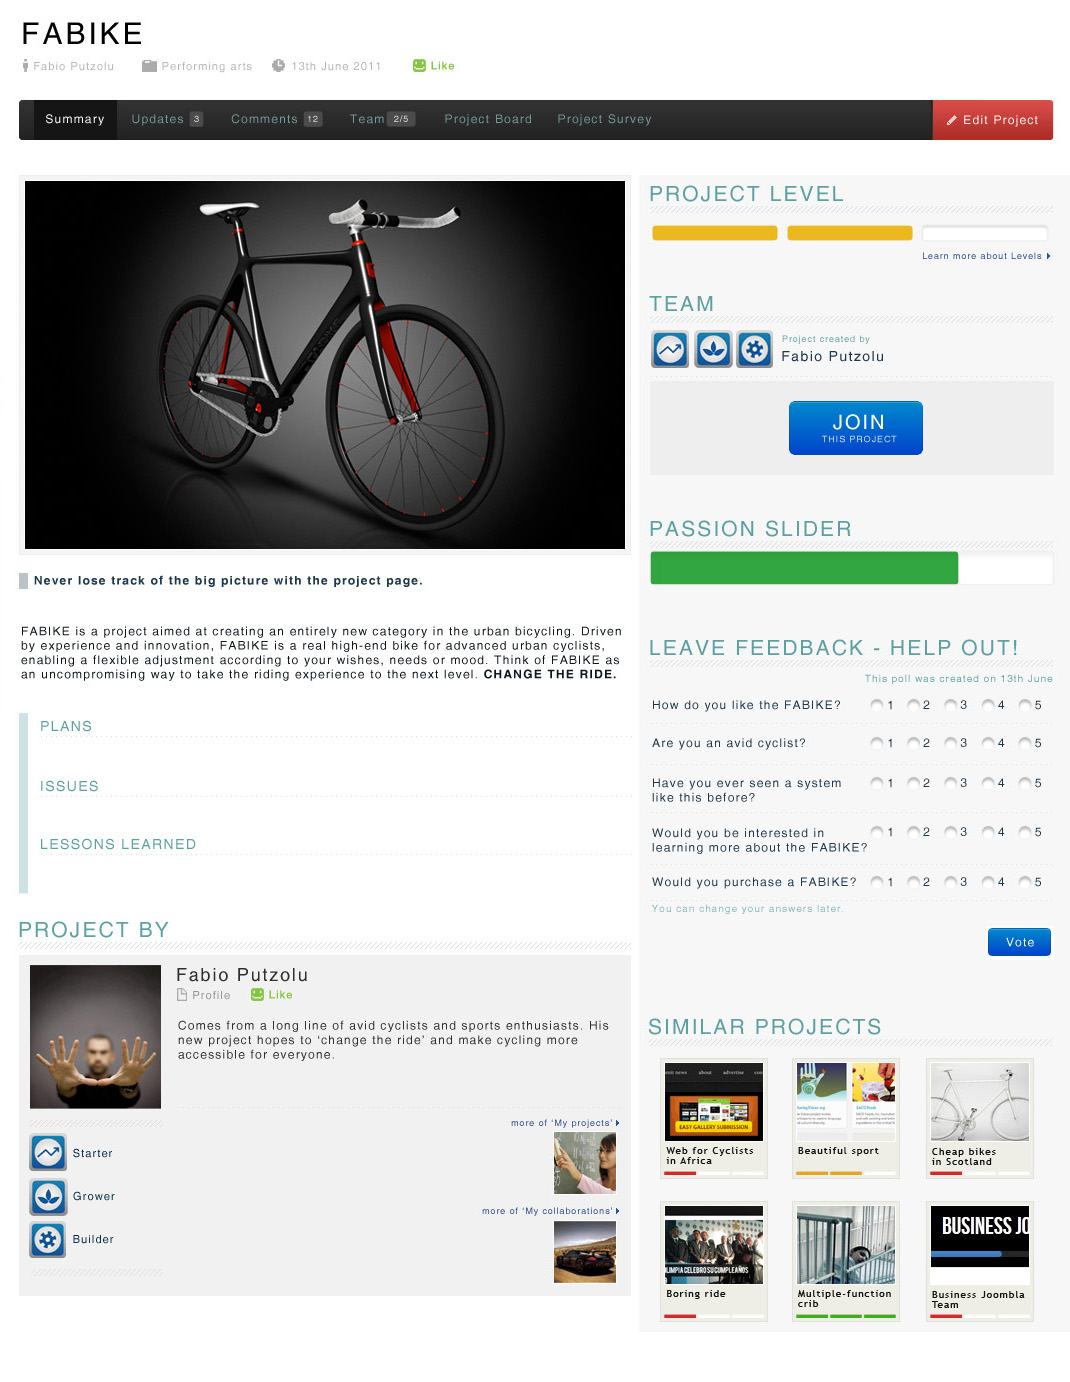 FABIKE
Fabio Putzolu
Performing arts
13th June 2011
Like
Summary
Updates 3
Comments 12
Team 2/5
Project Board
Project Survey
Edit Project
Never lose track of the big picture with the project page.
FABIKE is a project aimed at creating an entirely new category in the urban bicycling. Driven
by experience and innovation, FABIKE is a real high-end bike for advanced urban cyclists,
enabling a flexible adjustment according to your wishes, needs or mood. Think of FABIKE as
an uncompromising way to take the riding experience to the next level. CHANGE THE RIDE.
PLANS
ISSUES
LESSONS LEARNED
PROJECT BY
Fabio Putzolu
Profile
Like
Comes from a long line of avid cyclists and sports enthusiasts. His
new project hopes to ‘change the ride’ and make cycling more
accessible for everyone.
more of ‘My projects’
Starter
Grower
more of ‘My collaborations’
Builder
PROJECT LEVEL
Learn more about Levels
TEAM
Project created by
Fabio Putzolu
JOIN
THIS PROJECT
PASSION SLIDER
LEAVE FEEDBACK - HELP OUT!
This poll was created on 13th June
How do you like the FABIKE? 1 2 3 4 5
Are you an avid cyclist? 1 2 3 4 5
Have you ever seen a system 1 2 3 4 5
like this before?
Would you be interested in 1 2 3 4 5
learning more about the FABIKE?
Would you purchase a FABIKE? 1 2 3 4 5
You can change your answers later.
Vote
SIMILAR PROJECTS
news about advertise
EASY GALLERY SUBMISSION
Web for Cyclists
in Africa
Beautiful sport
Cheap bikes
in Scotland
OLIMPIA CELEBRO SU CUMPLEAÑOS
Boring ride
Multiple-function
crib
BUSINESS JO
Business Joombla
Team